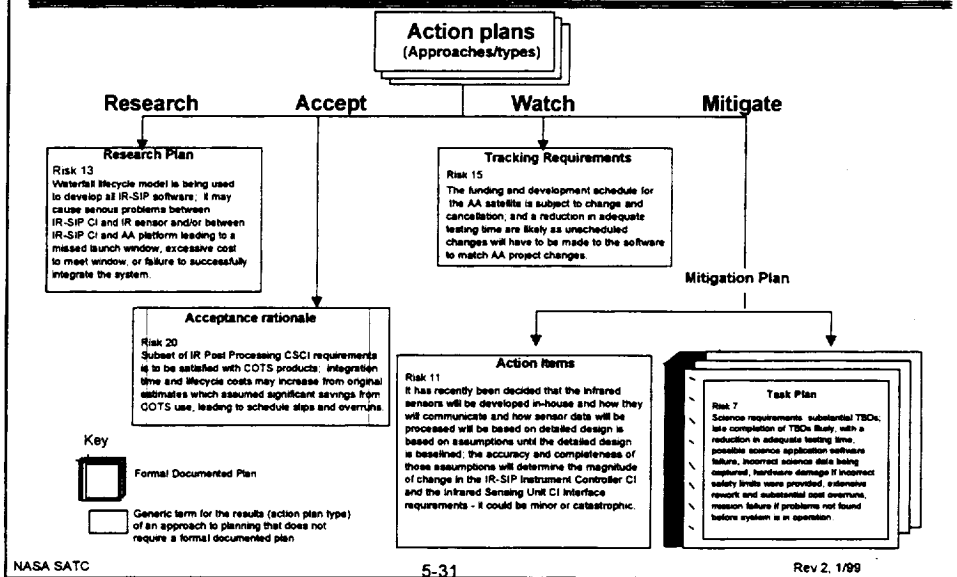 Action plans
(Approaches/types)
Research
Accept
Watch
Mitigate
Research Plan
Risk 13
Waterfall lifecycle model is being used
to develop all IR-SIP software; it may
cause serious problems between
IR-SIP CI and IR sensor and/or between
IR-SIP CI and AA platform leading to a
missed launch window, excessive cost
to meet window, or failure to successfully
integrate the system.
Tracking Requirements
Risk 15
The funding and development schedule for
the AA satellite is subject to change and
cancellation; and a reduction in adequate
testing time are likely as unscheduled
changes will have to be made to the software
to match AA project changes.
Mitigation Plan
Acceptance rationale
Risk 20
Subset of IR Post Processing CSCI requirements
is to be satisfied with COTS products; integration
time and lifecycle costs may increase from original
estimates which assumed significant savings from
COTS use, leading to schedule slips and overruns.
Action Items
Risk 11
It has recently been decided that the infrared
sensors will be developed in-house and how they
will communicate and how sensor data will be
processed will be based on detailed design is
based on assumptions until the detailed design
is baselined; the accuracy and completeness of
those assumptions will determine the magnitude
of change in the IR-SIP Instrument Controller CI
and the Infrared Sensing Unit CI Interface
requirements - it could be minor or catastrophic.
Task Plan
Risk 7
Science requirements substantial TBDs;
late completion of TBDs likely, with a
reduction in adequate testing time,
possible science application software
failure, incorrect science data being
captured, hardware damage if incorrect
safety limits were provided, extensive
rework and substantial cost overruns,
mission failure if problems not found
before system is in operation.
Key
Formal Documented Plan
Generic term for the results (action plan type)
of an approach to planning that does not
require a formal documented plan
NASA SATC
5-31
Rev 2, 1/99